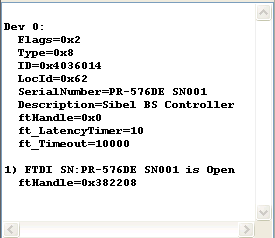 Dev 0:
Flags=0x2
Type=0x8
ID=0x4036014
LocId=0x62
SerialNumber=PR-576DE SN001
Description=Sibel BS Controller
ftHandle=0x0
ft_LatencyTimer=10
ft_Timeout=10000
1) FTDI SN:PR-576DE SN001 is Open
ftHandle=0x382208